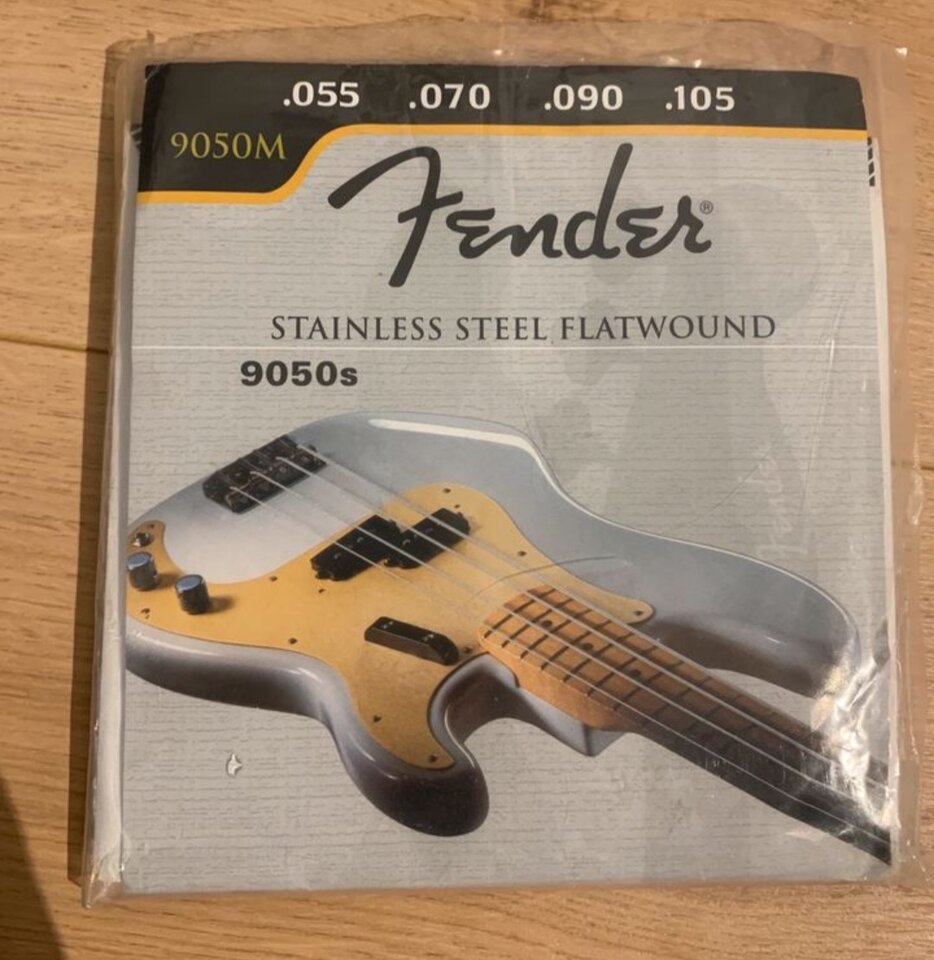 .055 .070 .090 .105
9050M
Fender®
STAINLESS STEEL FLATWOUND
9050s